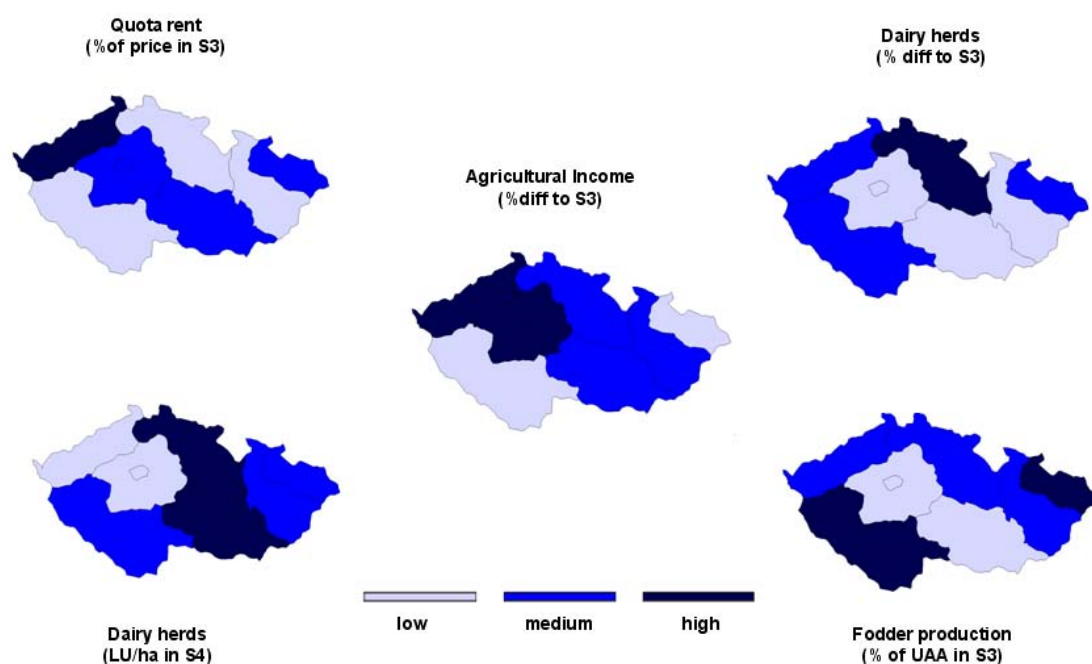 Quota rent
(%of price in S3)
Dairy herds
(% diff to S3)
Agricultural Income
(%diff to S3)
low
medium
high
Dairy herds
(LU/ha in S4)
Fodder production
(% of UAA in S3)